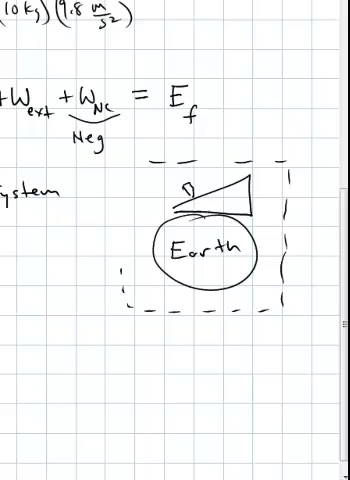 (10 kg)(9.8 m/s²)
+W_ext + W_NC = E_f
Neg
ystem
Earth